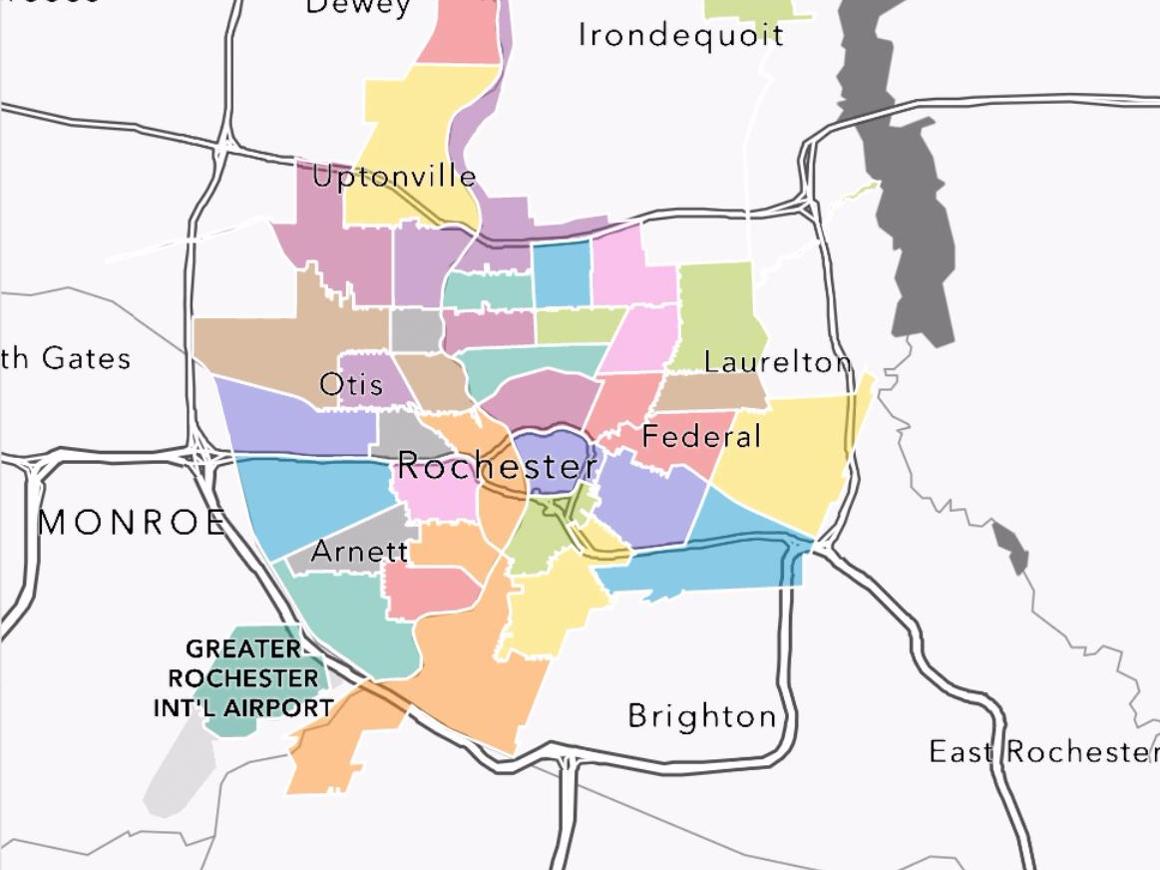 Dewey
Irondequoit
Uptonville
th Gates
Laurelton
Otis
Federal
Rochester
MONROE
Arnett
GREATER
ROCHESTER
INT'L AIRPORT
Brighton
East Rochester